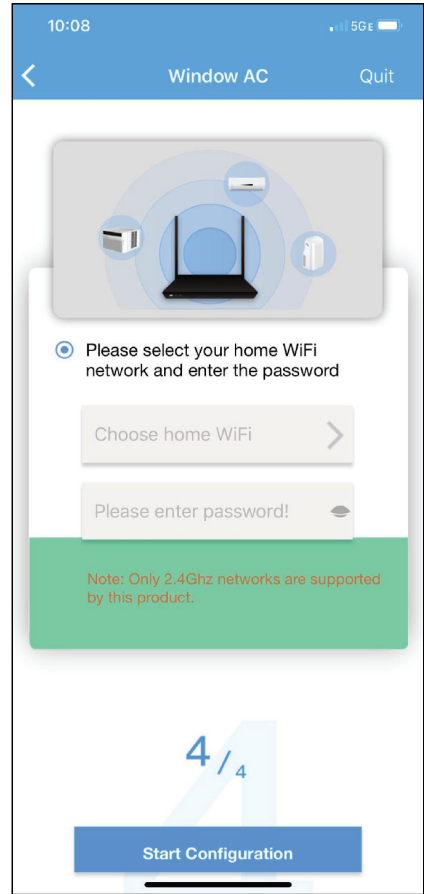 10:08
5G E
Window AC
Quit
Please select your home WiFi
network and enter the password
Choose home WiFi
Please enter password!
Note: Only 2.4Ghz networks are supported
by this product.
4
4/4
Start Configuration